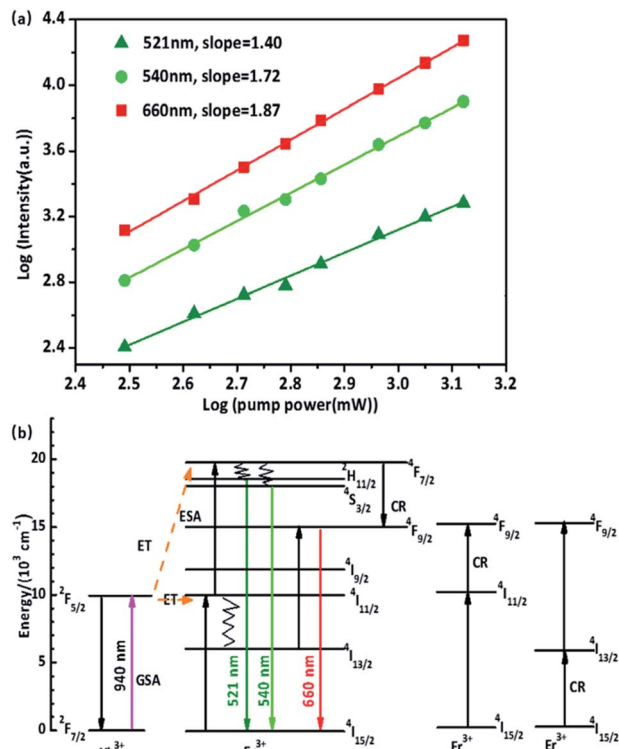 (a)
4.4
4.0
3.6
3.2
2.8
2.4
Log (Intensity(a.u.))
521nm, slope=1.40
540nm, slope=1.72
660nm, slope=1.87
2.4 2.5 2.6 2.7 2.8 2.9 3.0 3.1 3.2
Log (pump power(mW))
(b)
Energy/(10³ cm⁻¹)
20
15
10
5
0
²F₅/₂
²F₇/₂
940 nm
GSA
ET
ET
ESA
²H₁₁/₂
⁴S₃/₂
⁴F₇/₂
CR
⁴F₉/₂
⁴I₉/₂
⁴I₁₁/₂
⁴I₁₃/₂
⁴I₁₅/₂
521 nm
540 nm
660 nm
⁴F₉/₂
CR
⁴I₁₁/₂
⁴I₁₅/₂
⁴F₉/₂
⁴I₁₃/₂
CR
⁴I₁₅/₂
Er³⁺
Er³⁺